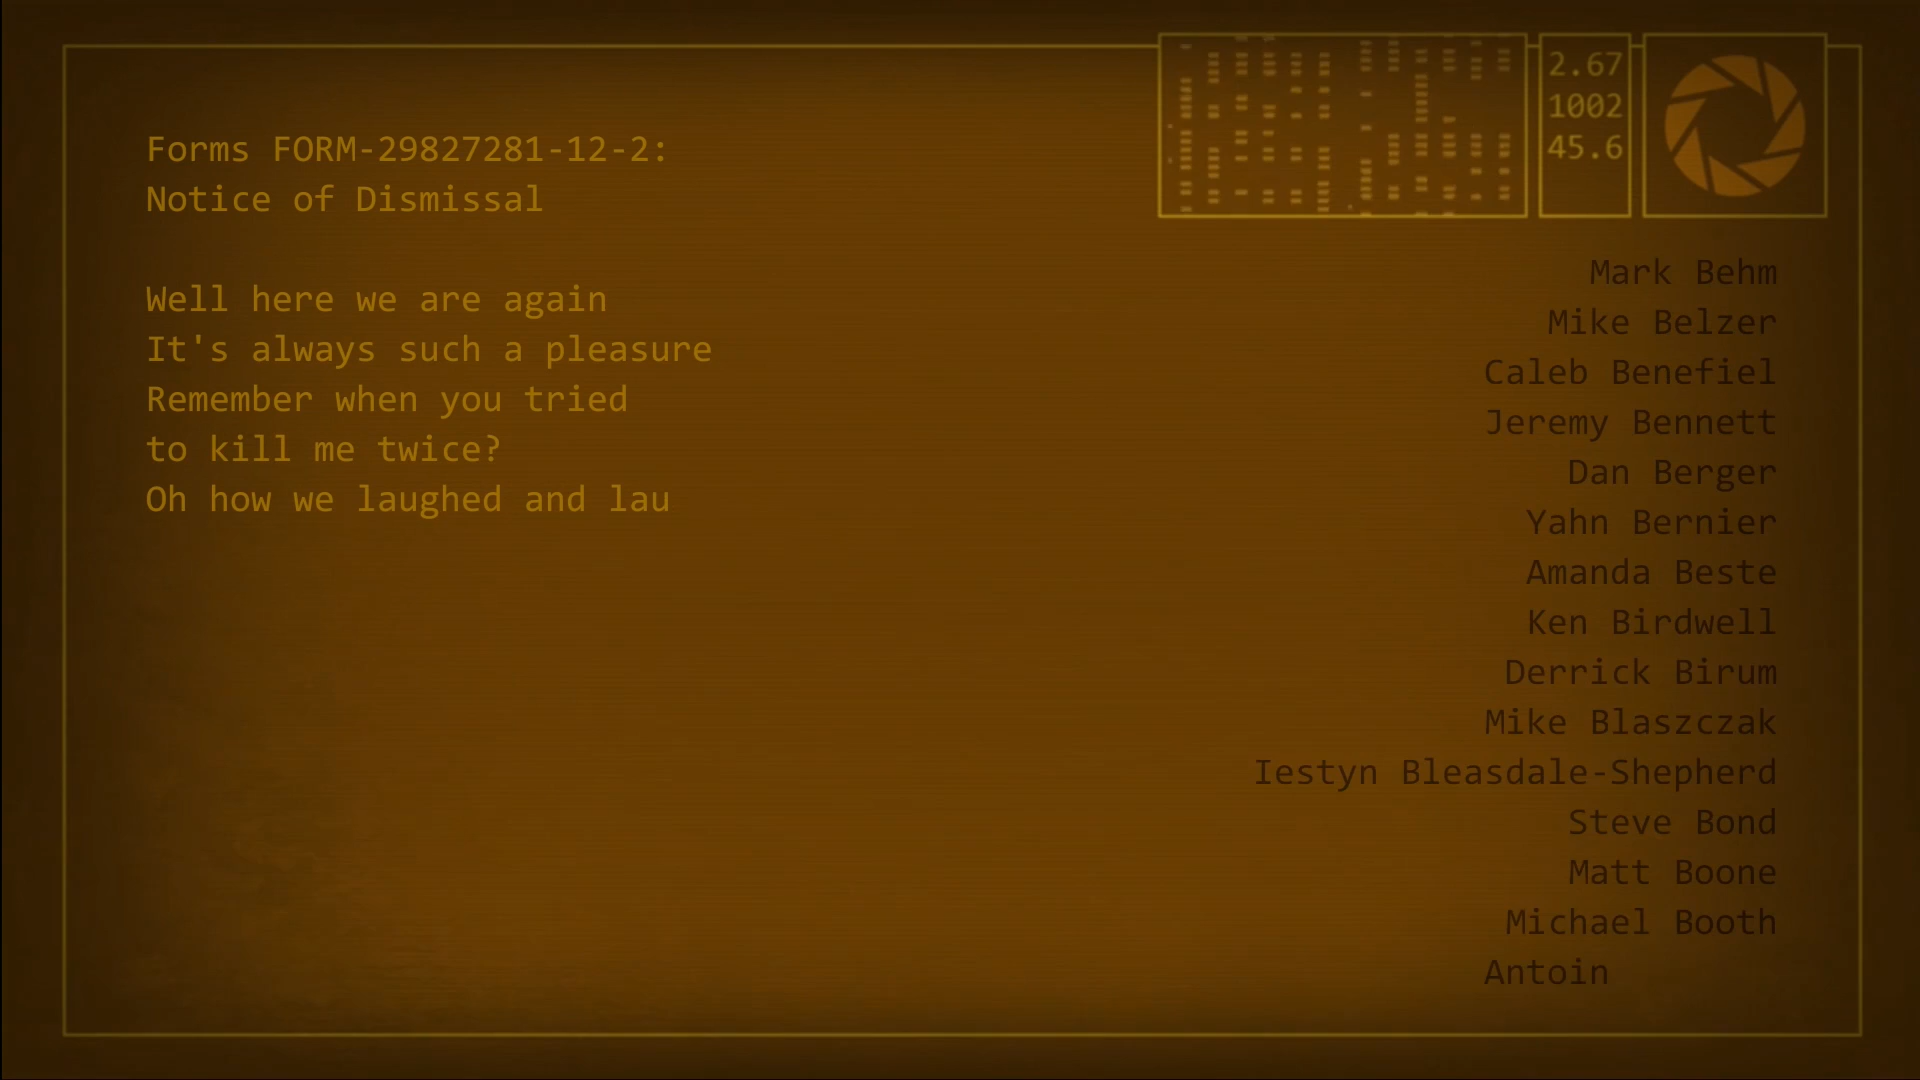 Forms FORM-29827281-12-2:
Notice of Dismissal
Well here we are again
It's always such a pleasure
Remember when you tried
to kill me twice?
Oh how we laughed and lau
2.67
1002
45.6
Mark Behm
Mike Belzer
Caleb Benefiel
Jeremy Bennett
Dan Berger
Yahn Bernier
Amanda Beste
Ken Birdwell
Derrick Birum
Mike Blaszczak
Iestyn Bleasdale-Shepherd
Steve Bond
Matt Boone
Michael Booth
Antoin